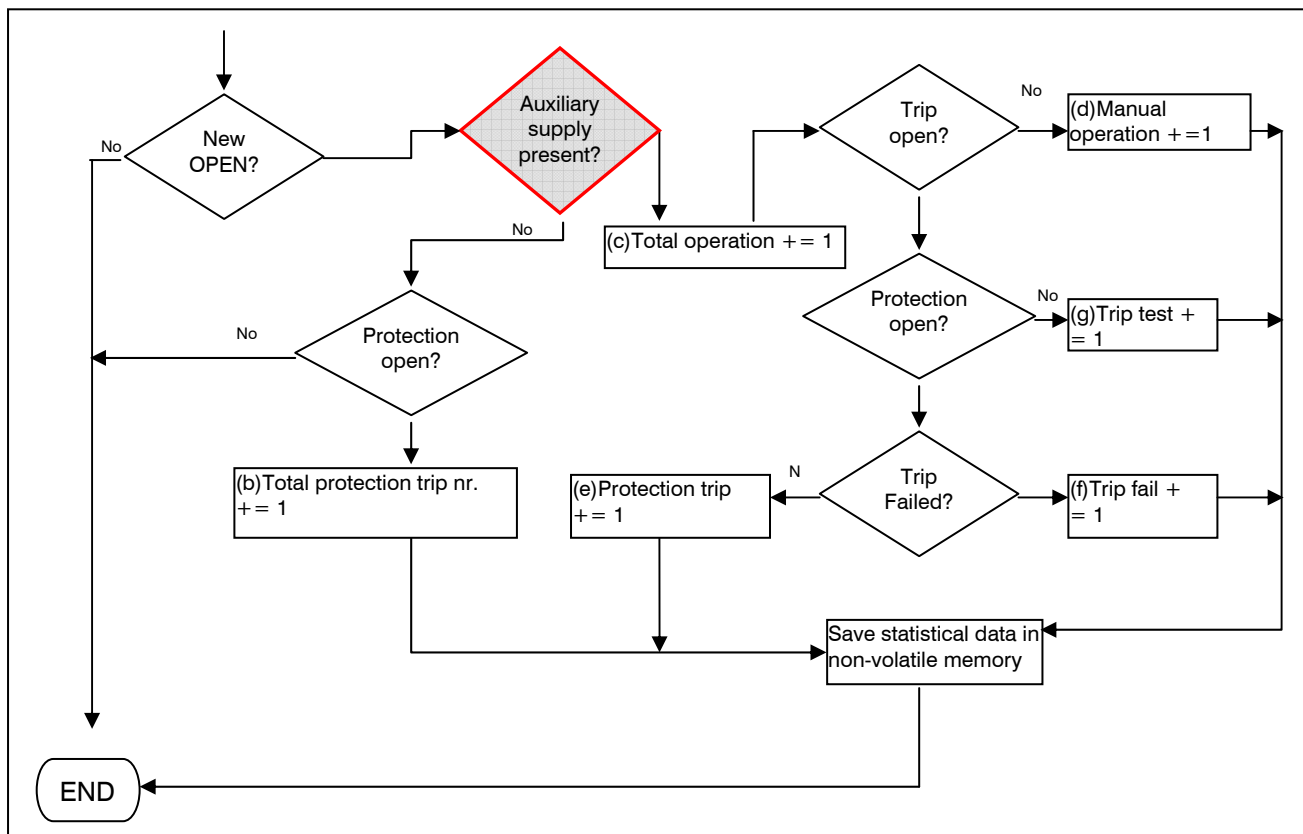 No
New
OPEN?
Auxiliary
supply
present?
No
Trip
open?
No
(d)Manual
operation +=1
(c)Total operation += 1
Protection
open?
No
(g)Trip test +
= 1
No
Protection
open?
(b)Total protection trip nr.
+= 1
(e)Protection trip
+= 1
N
Trip
Failed?
(f)Trip fail +
= 1
Save statistical data in
non-volatile memory
END